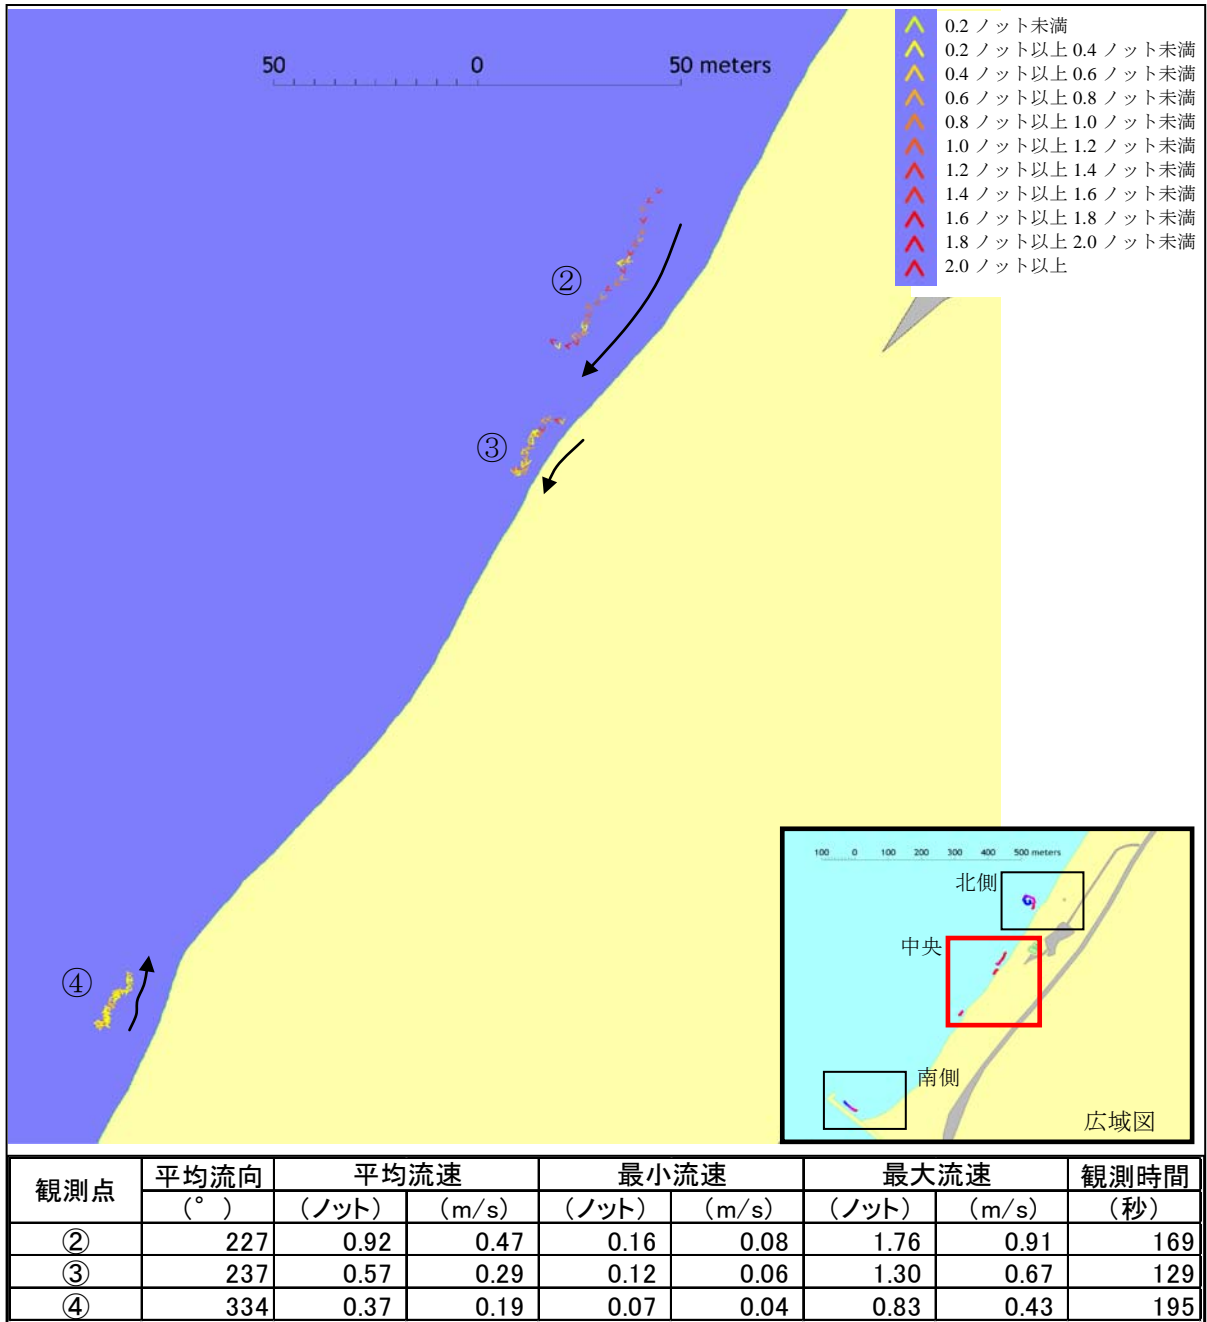 50 0 50 meters
0.2 ノット未満
0.2 ノット以上 0.4 ノット未満
0.4 ノット以上 0.6 ノット未満
0.6 ノット以上 0.8 ノット未満
0.8 ノット以上 1.0 ノット未満
1.0 ノット以上 1.2 ノット未満
1.2 ノット以上 1.4 ノット未満
1.4 ノット以上 1.6 ノット未満
1.6 ノット以上 1.8 ノット未満
1.8 ノット以上 2.0 ノット未満
2.0 ノット以上
②
③
④
100 0 100 200 300 400 500 meters
北側
中央
南側
広域図
観測点 平均流向 平均流速 最小流速 最大流速 観測時間
(°) (ノット) (m/s) (ノット) (m/s) (ノット) (m/s) (秒)
② 227 0.92 0.47 0.16 0.08 1.76 0.91 169
③ 237 0.57 0.29 0.12 0.06 1.30 0.67 129
④ 334 0.37 0.19 0.07 0.04 0.83 0.43 195